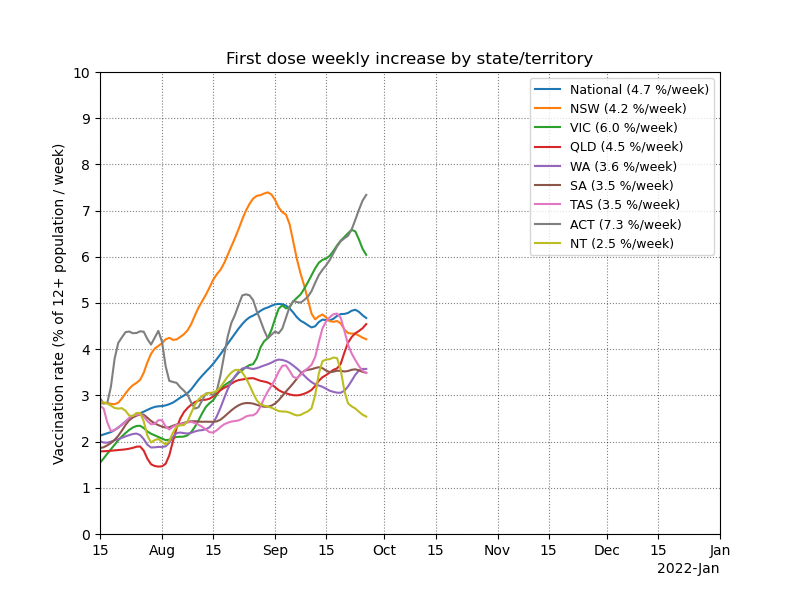 First dose weekly increase by state/territory
Vaccination rate (% of 12+ population / week)
10
9
8
7
6
5
4
3
2
1
0
National (4.7 %/week)
NSW (4.2 %/week)
VIC (6.0 %/week)
QLD (4.5 %/week)
WA (3.6 %/week)
SA (3.5 %/week)
TAS (3.5 %/week)
ACT (7.3 %/week)
NT (2.5 %/week)
15 Aug 15 Sep 15 Oct 15 Nov 15 Dec 15 Jan
2022-Jan